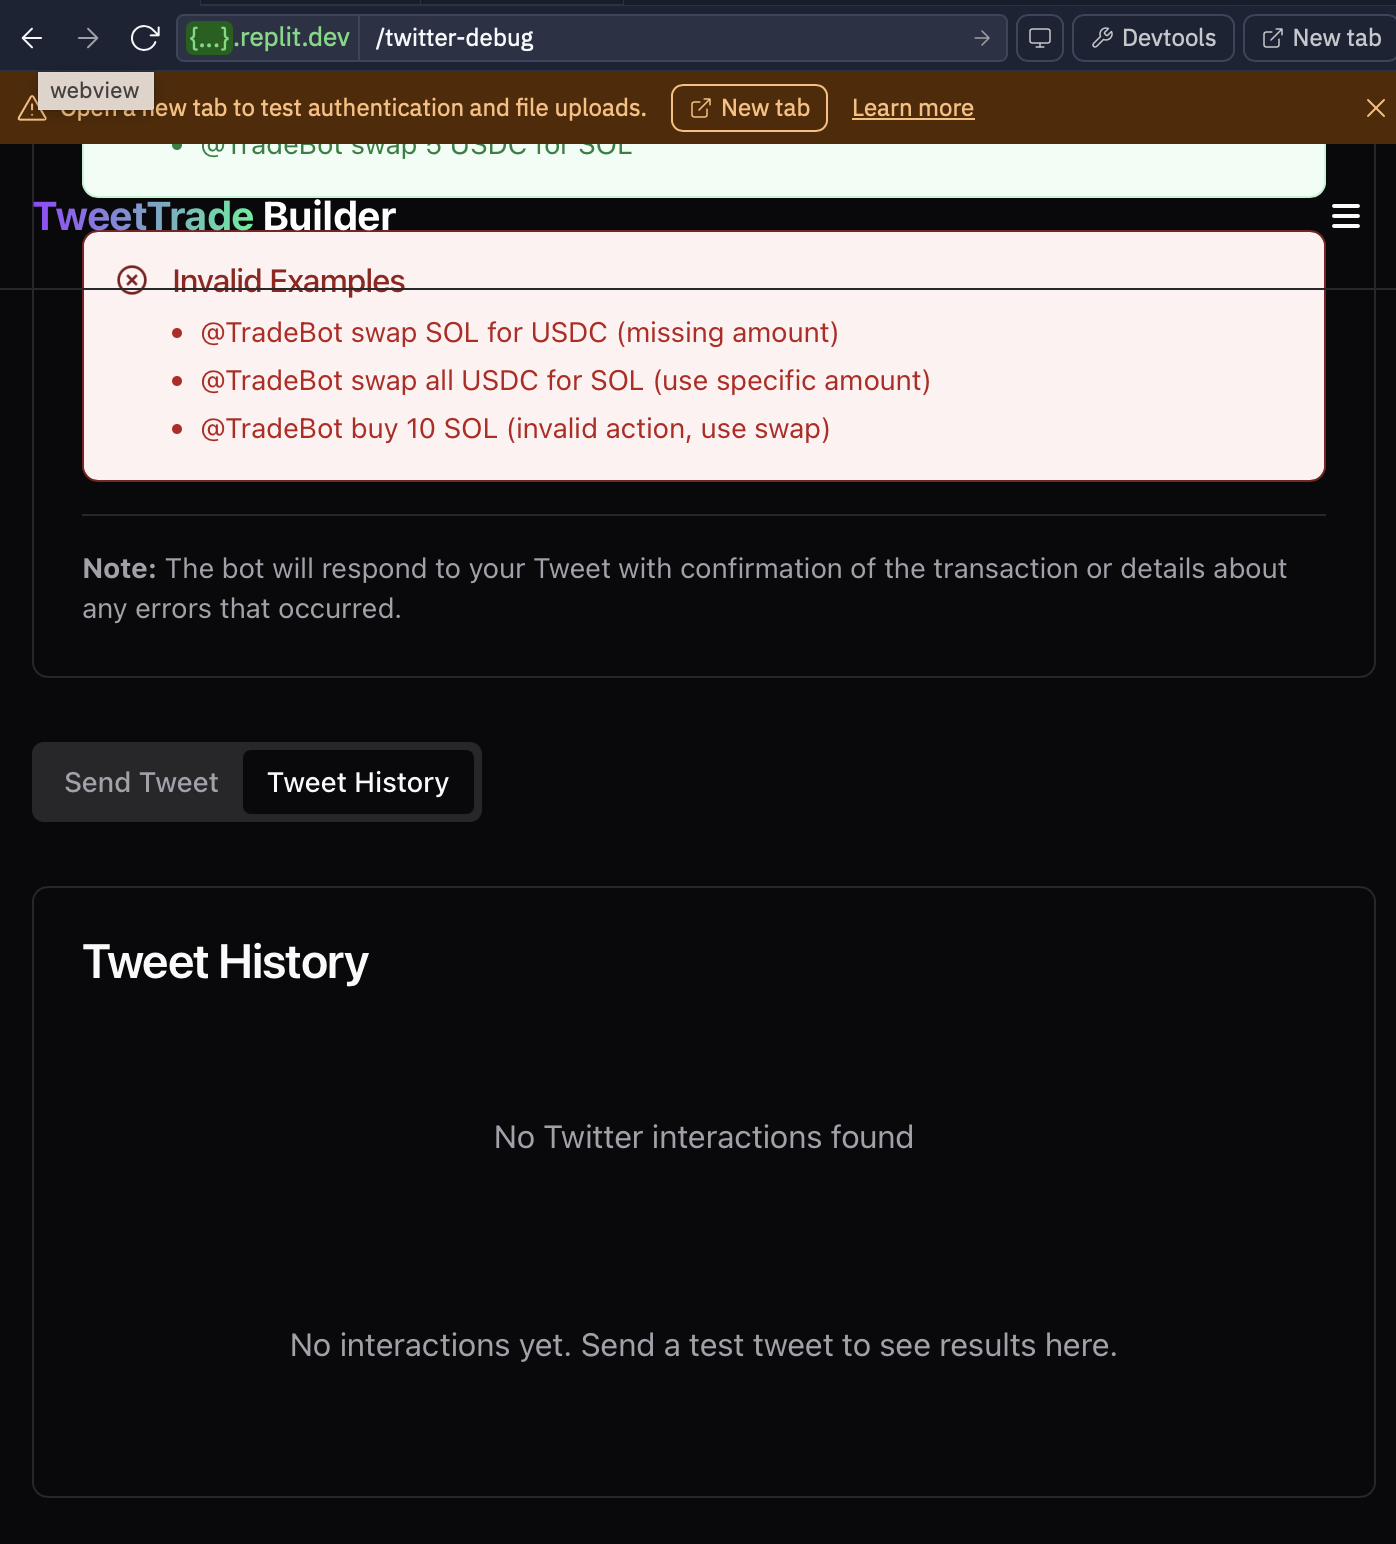 {...}.replit.dev /twitter-debug Devtools New tab
webview
Open a new tab to test authentication and file uploads. New tab Learn more
@TradeBot swap 5 USDC for SOL
TweetTrade Builder
Invalid Examples
@TradeBot swap SOL for USDC (missing amount)
@TradeBot swap all USDC for SOL (use specific amount)
@TradeBot buy 10 SOL (invalid action, use swap)
Note: The bot will respond to your Tweet with confirmation of the transaction or details about
any errors that occurred.
Send Tweet Tweet History
Tweet History
No Twitter interactions found
No interactions yet. Send a test tweet to see results here.